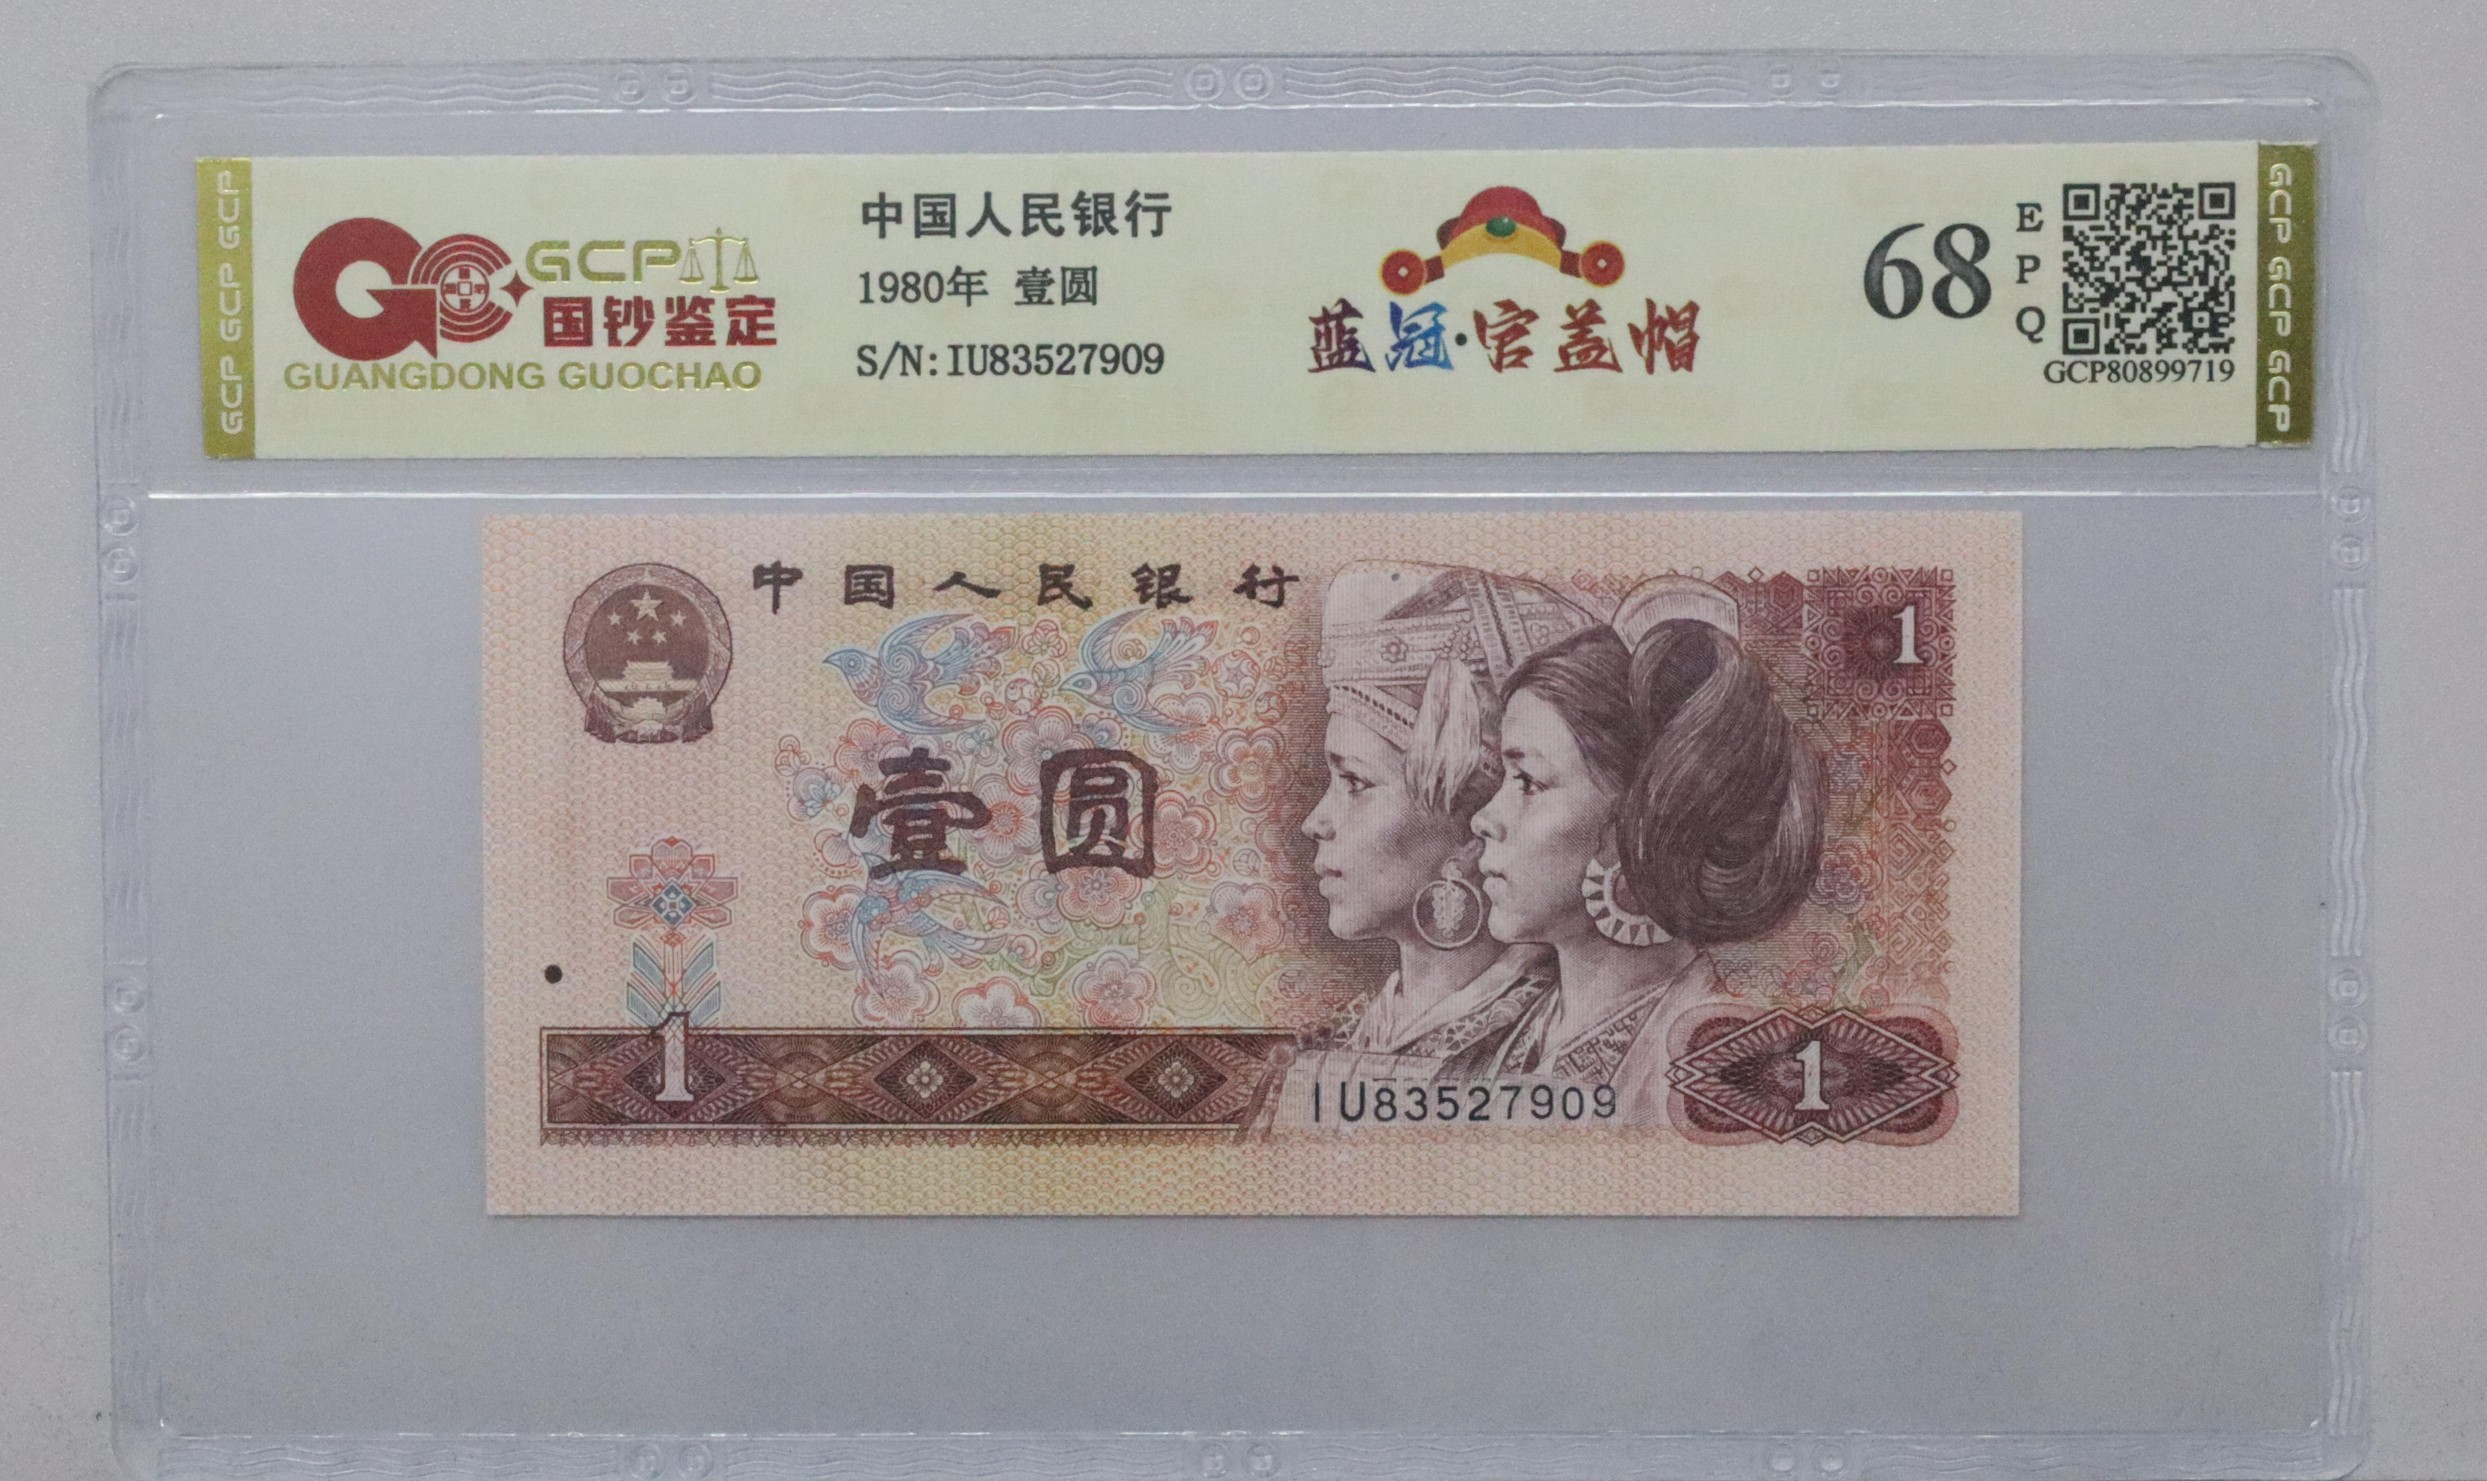 GCP GCP GCP
GCP
国钞鉴定
GUANGDONG GUOCHAO
中国人民银行
1980年 壹圆
S/N:IU83527909
蓝冠·官盖帽
68
EPQ
GCP80899719
GCP GCP GCP
中国人民银行
1
壹圆
1
IU83527909
1